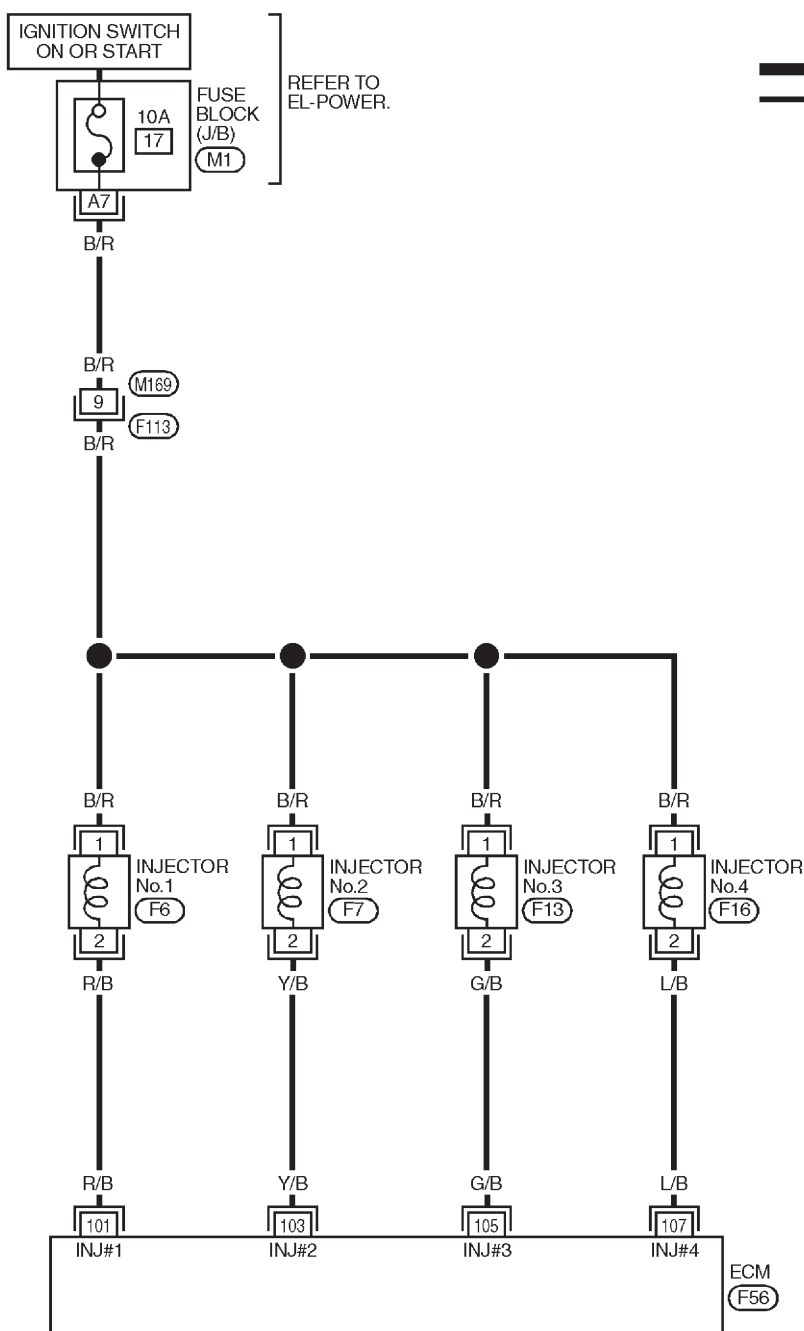 IGNITION SWITCH
ON OR START
REFER TO
EL-POWER.
10A
17
FUSE
BLOCK
(J/B)
M1
A7
B/R
B/R
9
M169
F113
B/R
B/R
B/R
B/R
B/R
1
1
1
1
INJECTOR
No.1
F6
INJECTOR
No.2
F7
INJECTOR
No.3
F13
INJECTOR
No.4
F16
2
2
2
2
R/B
Y/B
G/B
L/B
R/B
Y/B
G/B
L/B
101
103
105
107
INJ#1
INJ#2
INJ#3
INJ#4
ECM
F56